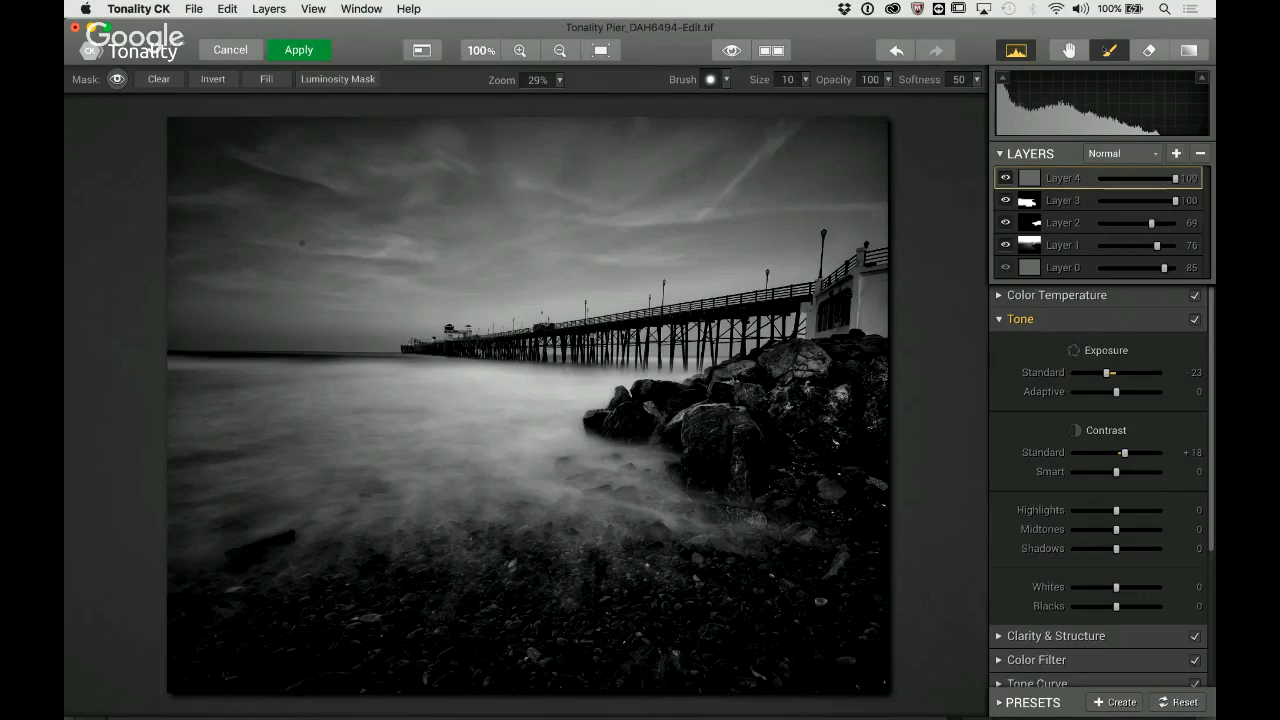 Tonality CK File Edit Layers View Window Help 100%
Tonality Pier_DAH6494-Edit.tif
Google
CK Tonality Cancel Apply 100%
Mask: Clear Invert Fill Luminosity Mask Zoom 29% Brush Size 10 Opacity 100 Softness 50
LAYERS Normal
Layer 4 100
Layer 3 100
Layer 2 69
Layer 1 76
Layer 0 85
Color Temperature
Tone
Exposure
Standard -23
Adaptive 0
Contrast
Standard +18
Smart 0
Highlights 0
Midtones 0
Shadows 0
Whites 0
Blacks 0
Clarity & Structure
Color Filter
Tone Curve
PRESETS Create Reset